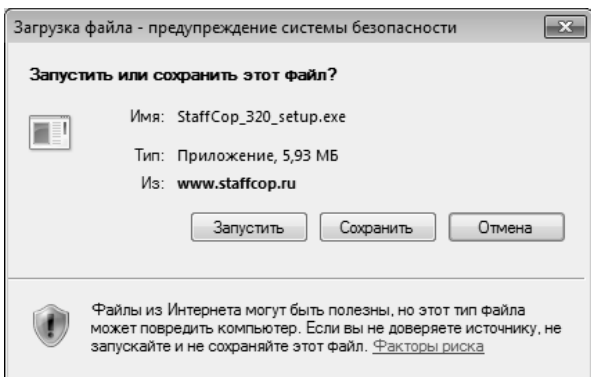 Загрузка файла - предупреждение системы безопасности
Запустить или сохранить этот файл?
Имя: StaffCop_320_setup.exe
Тип: Приложение, 5,93 МБ
Из: www.staffcop.ru
Запустить Сохранить Отмена
Файлы из Интернета могут быть полезны, но этот тип файла
может повредить компьютер. Если вы не доверяете источнику, не
запускайте и не сохраняйте этот файл. Факторы риска